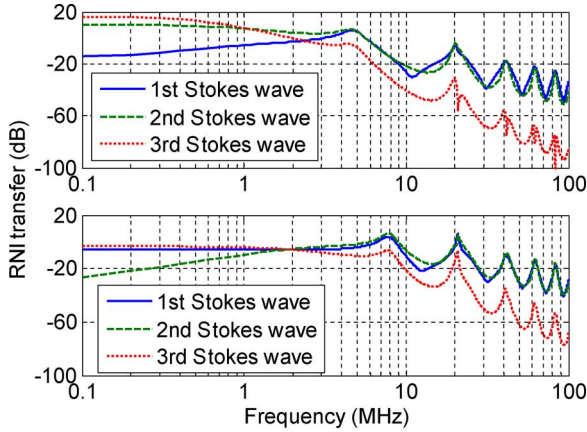 20
-20
-60
-100
0.1
1
10
100
1st Stokes wave
2nd Stokes wave
3rd Stokes wave
RNI transfer (dB)
20
-20
-60
-100
0.1
1
10
100
1st Stokes wave
2nd Stokes wave
3rd Stokes wave
Frequency (MHz)